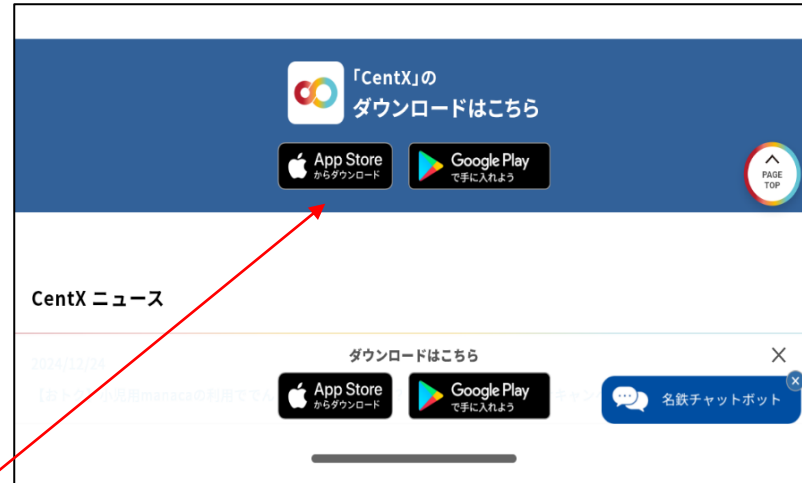 「CentX」の
ダウンロードはこちら
App Store
からダウンロード
Google Play
で手に入れよう
PAGE
TOP
CentX ニュース
ダウンロードはこちら
2024/12/24
App Store
からダウンロード
Google Play
で手に入れよう
名鉄チャットボット